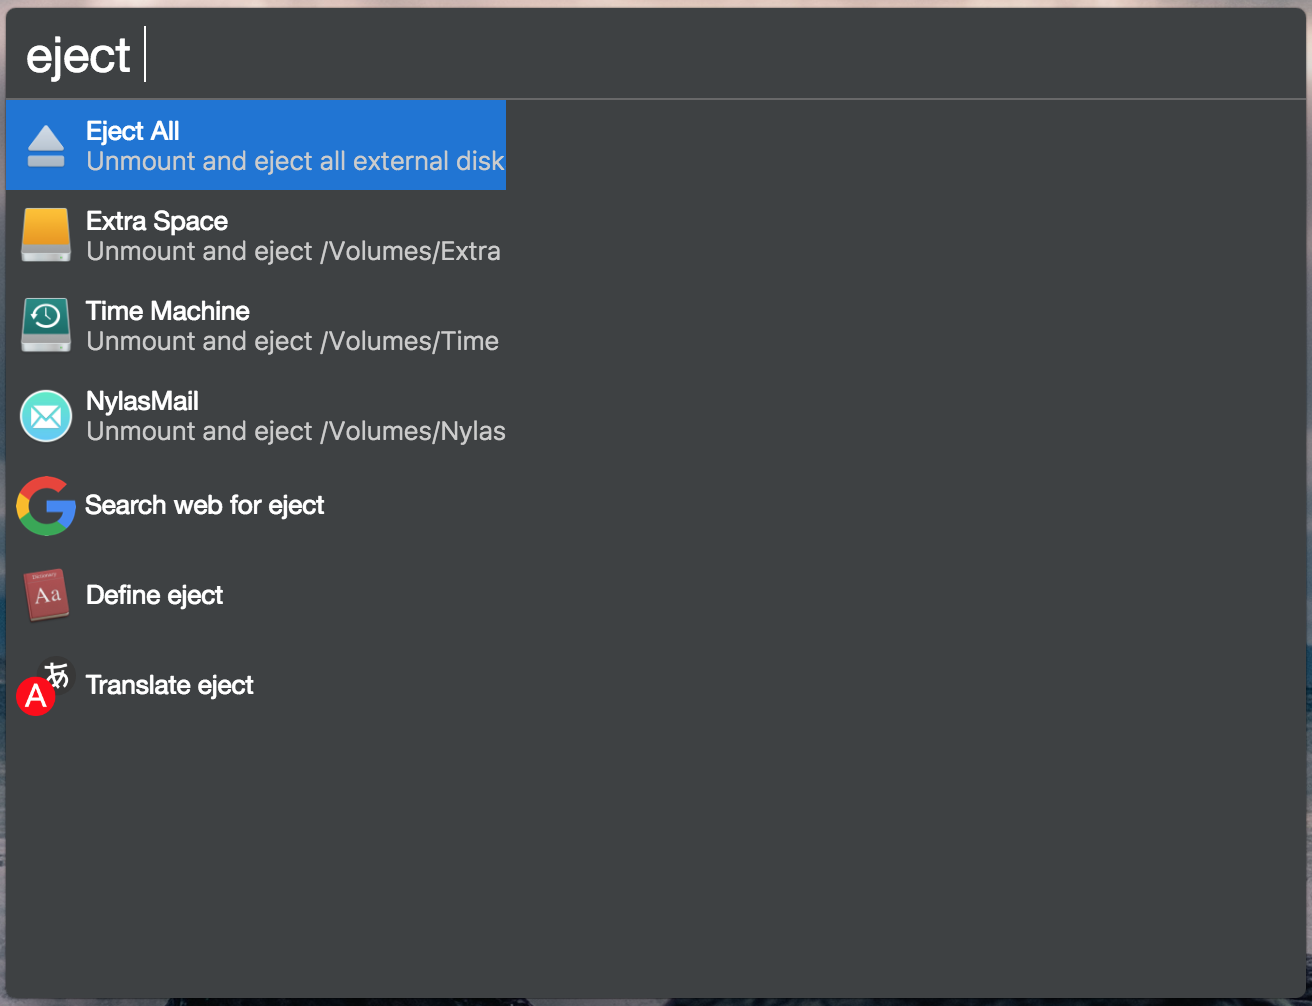 eject
Eject All
Unmount and eject all external disk
Extra Space
Unmount and eject /Volumes/Extra
Time Machine
Unmount and eject /Volumes/Time
NylasMail
Unmount and eject /Volumes/Nylas
Search web for eject
Dictionary
Aa
Define eject
あ
A
Translate eject